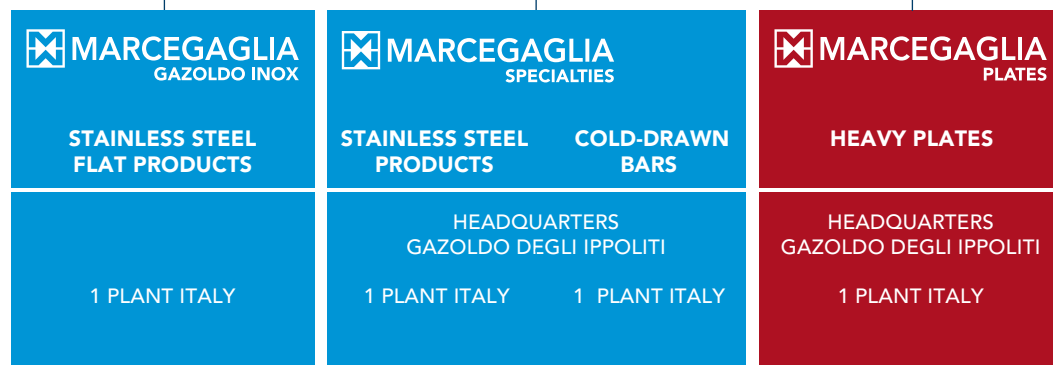 MARCEGAGLIA
GAZOLDO INOX
STAINLESS STEEL
FLAT PRODUCTS
1 PLANT ITALY
MARCEGAGLIA
SPECIALTIES
STAINLESS STEEL
PRODUCTS
COLD-DRAWN
BARS
HEADQUARTERS
GAZOLDO DEGLI IPPOLITI
1 PLANT ITALY
1 PLANT ITALY
MARCEGAGLIA
PLATES
HEAVY PLATES
HEADQUARTERS
GAZOLDO DEGLI IPPOLITI
1 PLANT ITALY